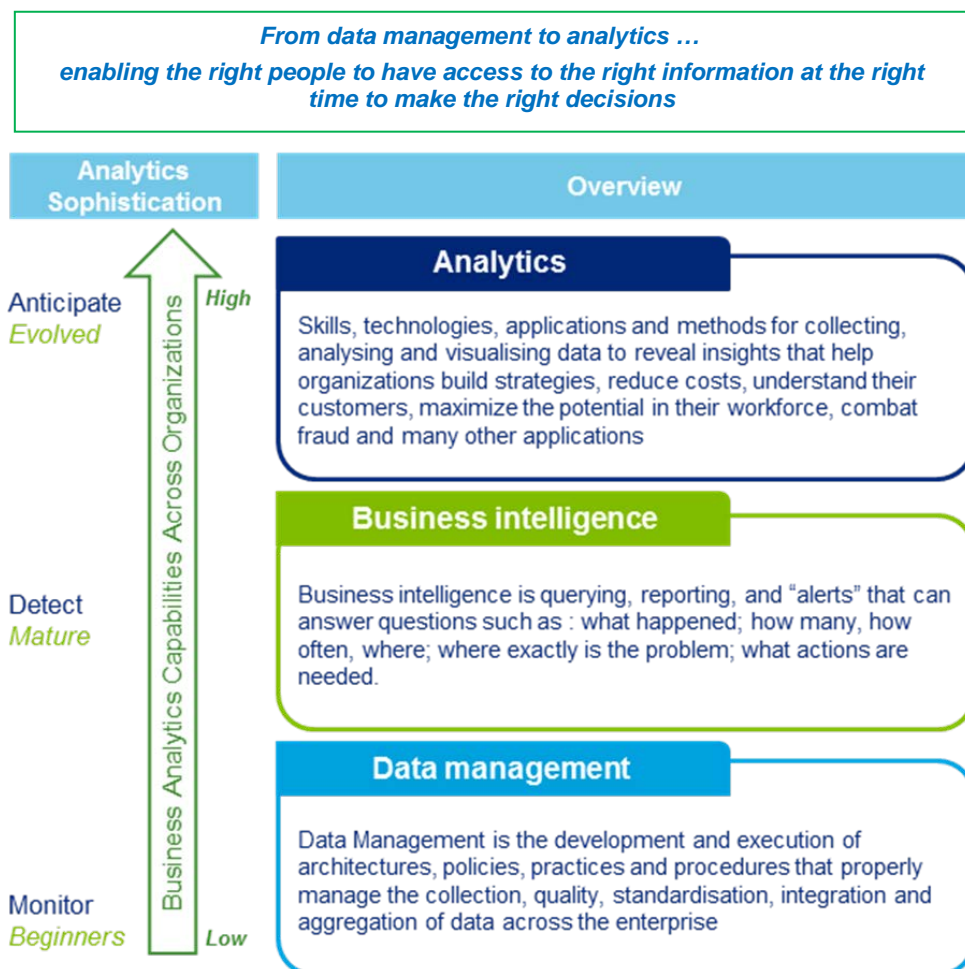 From data management to analytics …
enabling the right people to have access to the right information at the right
time to make the right decisions
Analytics
Sophistication
Overview
Anticipate
Evolved
High
Business Analytics Capabilities Across Organizations
Analytics
Skills, technologies, applications and methods for collecting,
analysing and visualising data to reveal insights that help
organizations build strategies, reduce costs, understand their
customers, maximize the potential in their workforce, combat
fraud and many other applications
Detect
Mature
Business intelligence
Business intelligence is querying, reporting, and “alerts” that can
answer questions such as : what happened; how many, how
often, where; where exactly is the problem; what actions are
needed.
Monitor
Beginners
Low
Data management
Data Management is the development and execution of
architectures, policies, practices and procedures that properly
manage the collection, quality, standardisation, integration and
aggregation of data across the enterprise